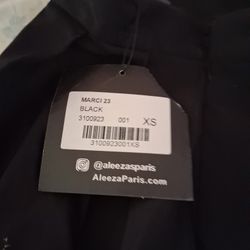 MARCI 23
BLACK
3100923 001 XS
3100923001XS
@aleezasparis
AleezaParis.com